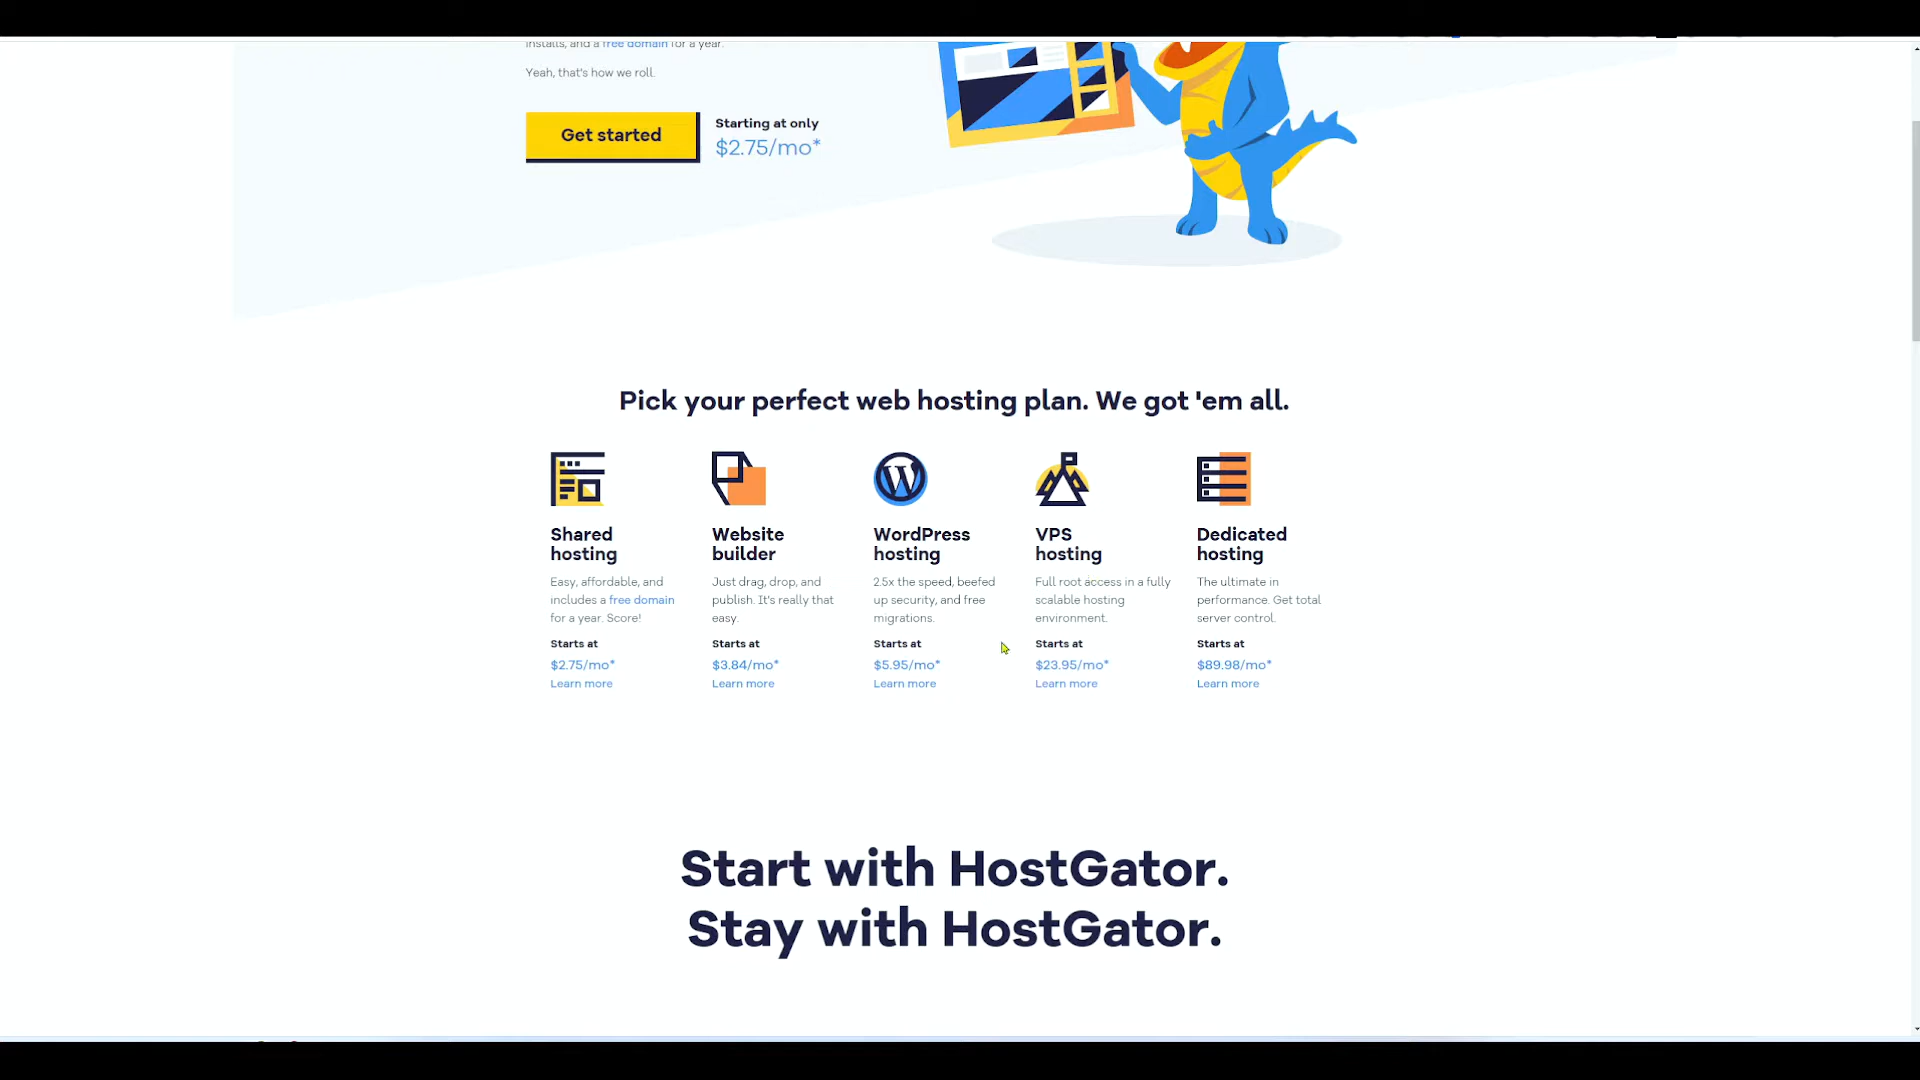 installs, and a free domain for a year.
Yeah, that's how we roll.
Get started
Starting at only
$2.75/mo*
Pick your perfect web hosting plan. We got 'em all.
Shared
hosting
Easy, affordable, and
includes a free domain
for a year. Score!
Starts at
$2.75/mo*
Learn more
Website
builder
Just drag, drop, and
publish. It's really that
easy.
Starts at
$3.84/mo*
Learn more
WordPress
hosting
2.5x the speed, beefed
up security, and free
migrations.
Starts at
$5.95/mo*
Learn more
VPS
hosting
Full root access in a fully
scalable hosting
environment.
Starts at
$23.95/mo*
Learn more
Dedicated
hosting
The ultimate in
performance. Get total
server control.
Starts at
$89.98/mo*
Learn more
Start with HostGator.
Stay with HostGator.